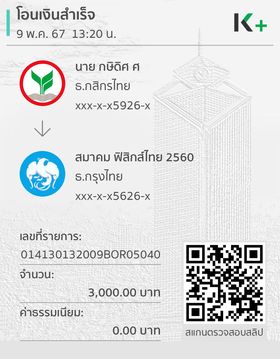 โอนเงินสำเร็จ
9 พ.ค. 67 13:20 น.
K+
นาย กษิดิศ ศ
ธ.กสิกรไทย
xxx-x-x5926-x
สมาคม ฟิสิกส์ไทย 2560
ธ.กรุงไทย
xxx-x-x5626-x
เลขที่รายการ:
014130132009BOR05040
จำนวน:
3,000.00 บาท
ค่าธรรมเนียม:
0.00 บาท
สแกนตรวจสอบสลิป